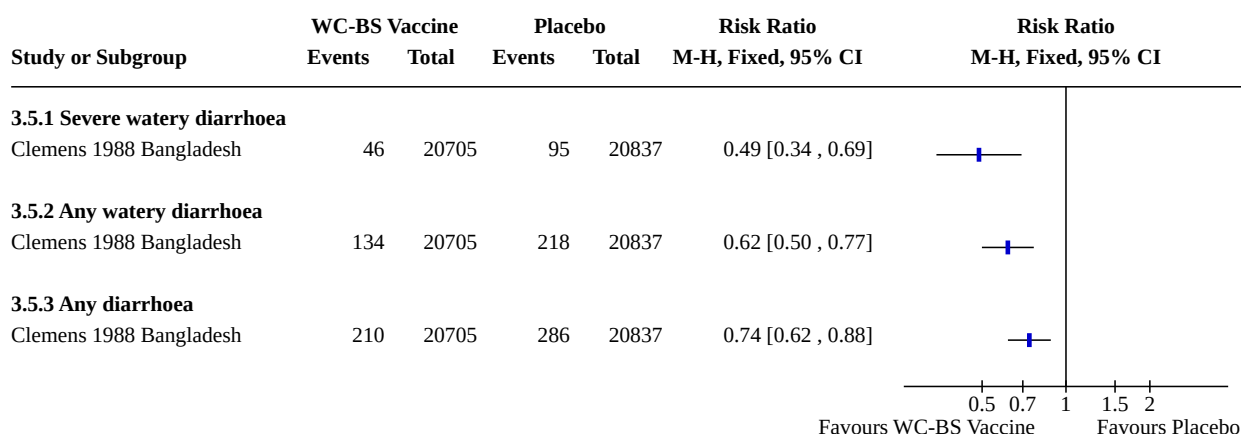 WC-BS Vaccine Placebo Risk Ratio Risk Ratio
Study or Subgroup Events Total Events Total M-H, Fixed, 95% CI M-H, Fixed, 95% CI
3.5.1 Severe watery diarrhoea
Clemens 1988 Bangladesh 46 20705 95 20837 0.49 [0.34 , 0.69]
3.5.2 Any watery diarrhoea
Clemens 1988 Bangladesh 134 20705 218 20837 0.62 [0.50 , 0.77]
3.5.3 Any diarrhoea
Clemens 1988 Bangladesh 210 20705 286 20837 0.74 [0.62 , 0.88]
0.5 0.7 1 1.5 2
Favours WC-BS Vaccine Favours Placebo